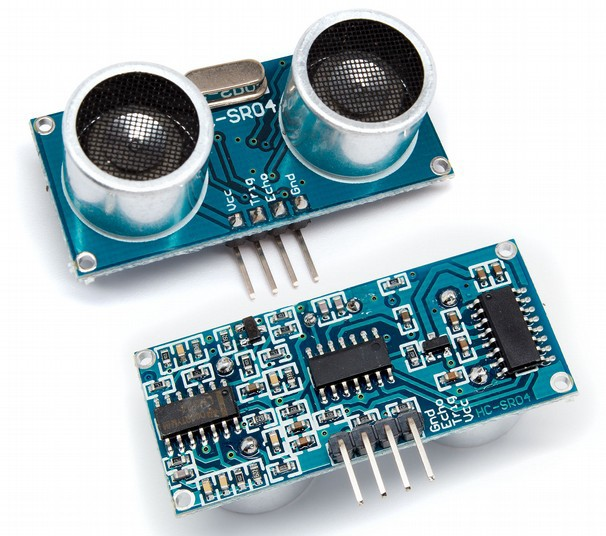 -SR04
Vcc
Trig
Echo
Gnd
Gnd
Echo
Trig
Vcc
HC-SR04